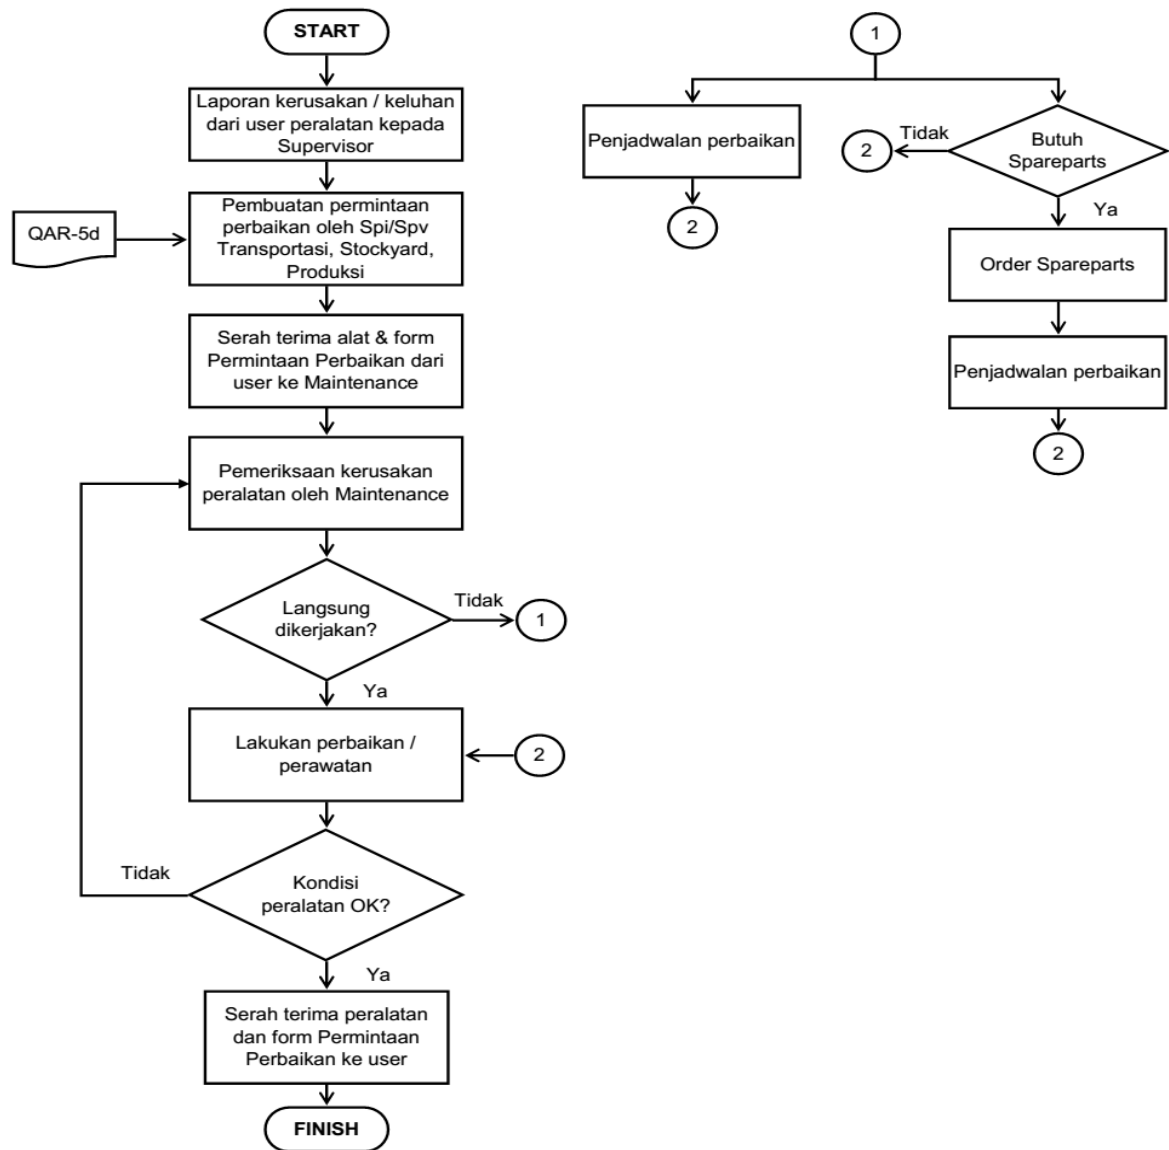 START
Laporan kerusakan / keluhan
dari user peralatan kepada
Supervisor
QAR-5d
Pembuatan permintaan
perbaikan oleh Spi/Spv
Transportasi, Stockyard,
Produksi
Serah terima alat & form
Permintaan Perbaikan dari
user ke Maintenance
Pemeriksaan kerusakan
peralatan oleh Maintenance
Langsung
dikerjakan?
Tidak
1
Ya
Lakukan perbaikan /
perawatan
2
Kondisi
peralatan OK?
Tidak
Ya
Serah terima peralatan
dan form Permintaan
Perbaikan ke user
FINISH
1
Penjadwalan perbaikan
2
Butuh
Spareparts
Tidak
2
Ya
Order Spareparts
Penjadwalan perbaikan
2